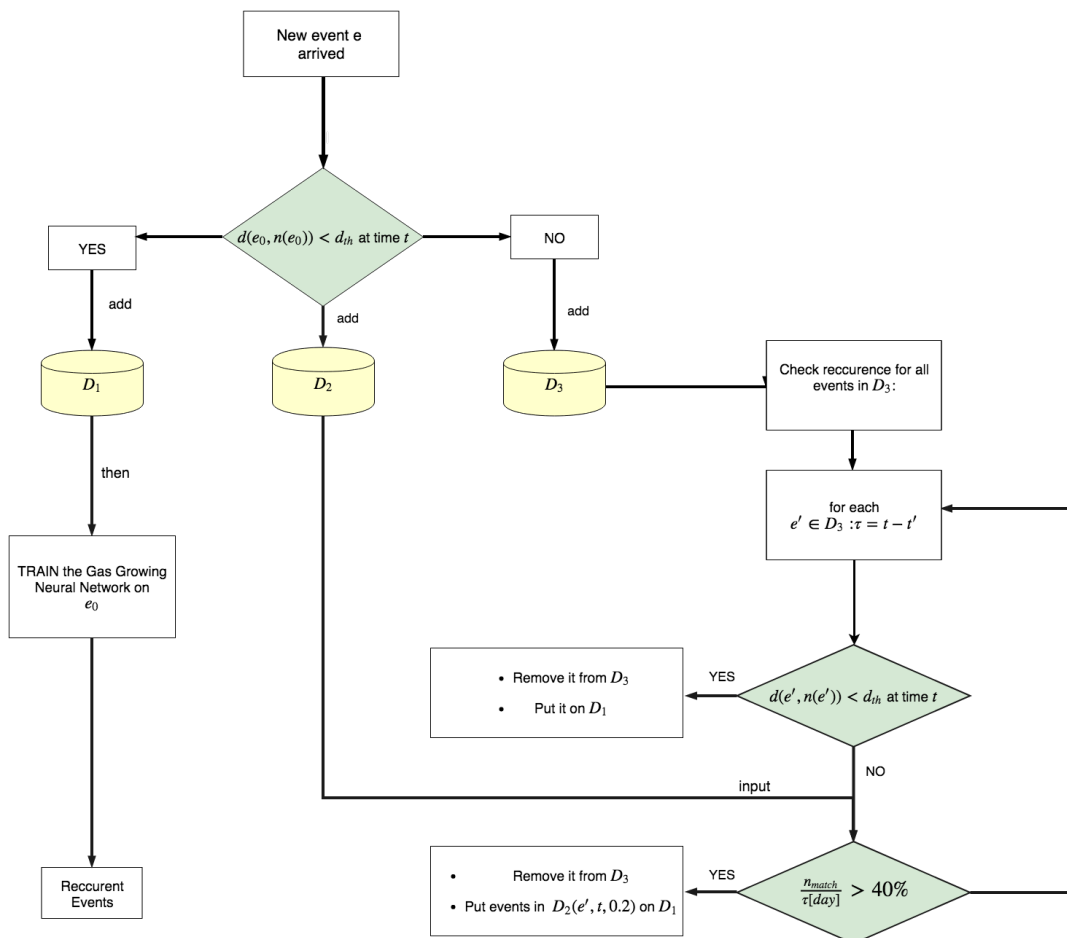 New event e
arrived
d(e₀, n(e₀)) < d_th at time t
YES
NO
add
add
add
D₁
D₂
D₃
Check reccurence for all
events in D₃:
then
for each
e′ ∈ D₃ :τ = t − t′
TRAIN the Gas Growing
Neural Network on
e₀
• Remove it from D₃
• Put it on D₁
YES
d(e′, n(e′)) < d_th at time t
NO
input
Reccurent
Events
• Remove it from D₃
• Put events in D₂(e′, t, 0.2) on D₁
YES
n_match/τ[day] > 40%